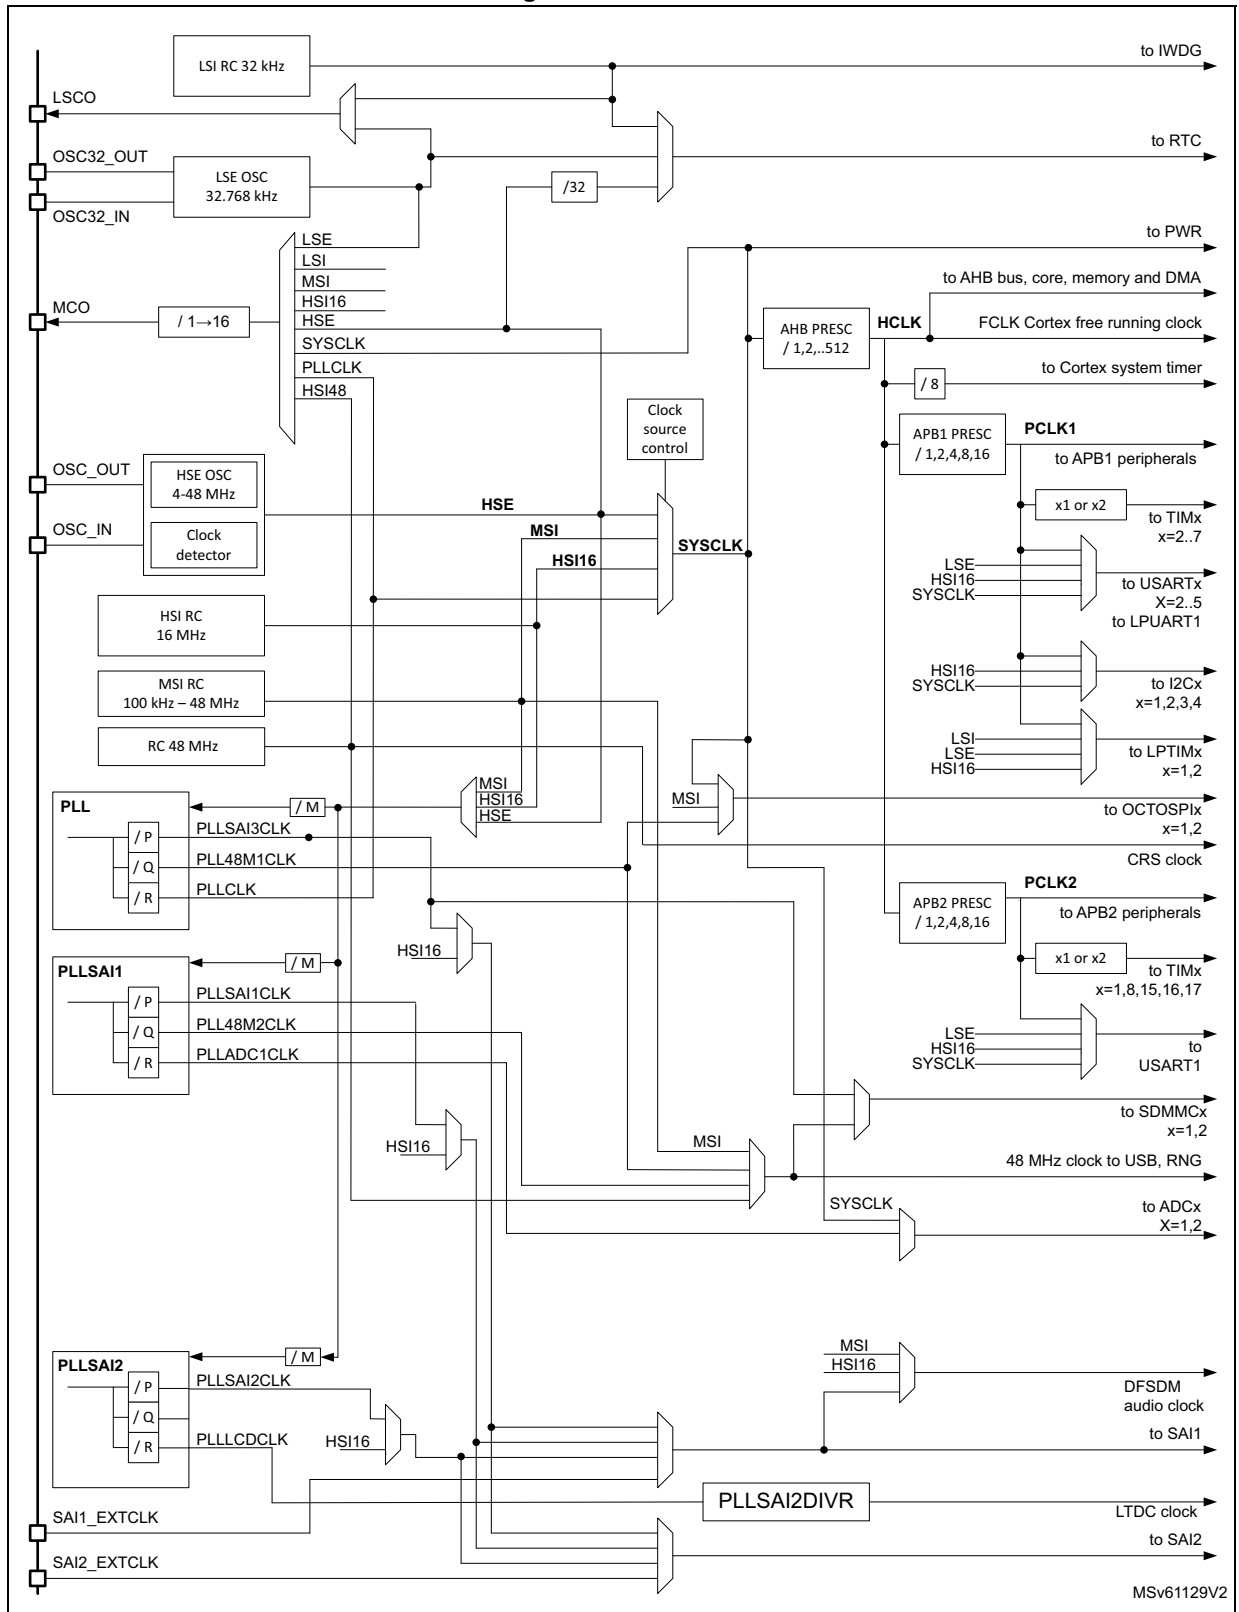 LSI RC 32 kHz
to IWDG
LSCO
to RTC
OSC32_OUT
LSE OSC
32.768 kHz
/32
OSC32_IN
LSE
to PWR
LSI
MSI
to AHB bus, core, memory and DMA
MCO
/ 1→16
HSI16
HSE
AHB PRESC
/ 1,2,..512
HCLK
FCLK Cortex free running clock
SYSCLK
PLLCLK
to Cortex system timer
/ 8
HSI48
Clock
source
control
APB1 PRESC
/ 1,2,4,8,16
PCLK1
to APB1 peripherals
OSC_OUT
HSE OSC
4-48 MHz
HSE
x1 or x2
to TIMx
x=2..7
OSC_IN
Clock
detector
MSI
SYSCLK
HSI16
LSE
HSI16
SYSCLK
to USARTx
X=2..5
to LPUART1
HSI RC
16 MHz
HSI16
SYSCLK
to I2Cx
x=1,2,3,4
MSI RC
100 kHz – 48 MHz
RC 48 MHz
LSI
LSE
HSI16
to LPTIMx
x=1,2
MSI
HSI16
HSE
MSI
to OCTOSPIx
x=1,2
PLL
/ M
/ P
PLLSAI3CLK
/ Q
PLL48M1CLK
CRS clock
/ R
PLLCLK
APB2 PRESC
/ 1,2,4,8,16
PCLK2
to APB2 peripherals
HSI16
PLLSAI1
/ M
x1 or x2
to TIMx
x=1,8,15,16,17
/ P
PLLSAI1CLK
/ Q
PLL48M2CLK
LSE
HSI16
SYSCLK
to
USART1
/ R
PLLADC1CLK
to SDMMCx
x=1,2
HSI16
MSI
48 MHz clock to USB, RNG
SYSCLK
to ADCx
X=1,2
PLLSAI2
/ M
MSI
HSI16
DFSDM
audio clock
/ P
PLLSAI2CLK
/ Q
/ R
PLLLCDCLK
HSI16
to SAI1
PLLSAI2DIVR
LTDC clock
SAI1_EXTCLK
to SAI2
SAI2_EXTCLK
MSv61129V2